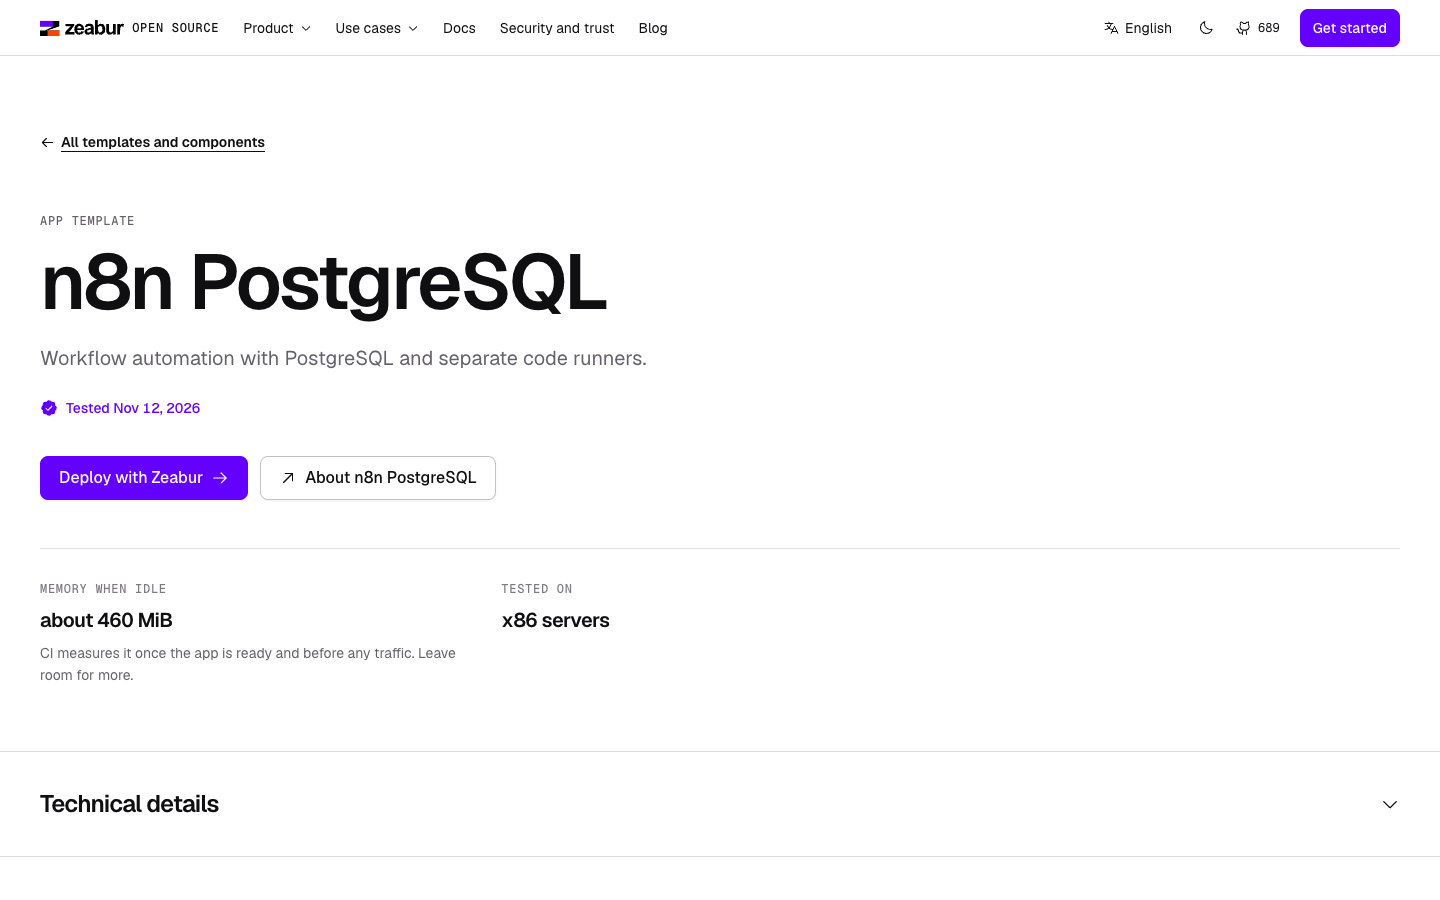 zeabur OPEN SOURCE Product Use cases Docs Security and trust Blog English 689 Get started
All templates and components
APP TEMPLATE
n8n PostgreSQL
Workflow automation with PostgreSQL and separate code runners.
Tested Nov 12, 2026
Deploy with Zeabur About n8n PostgreSQL
MEMORY WHEN IDLE
about 460 MiB
CI measures it once the app is ready and before any traffic. Leave
room for more.
TESTED ON
x86 servers
Technical details